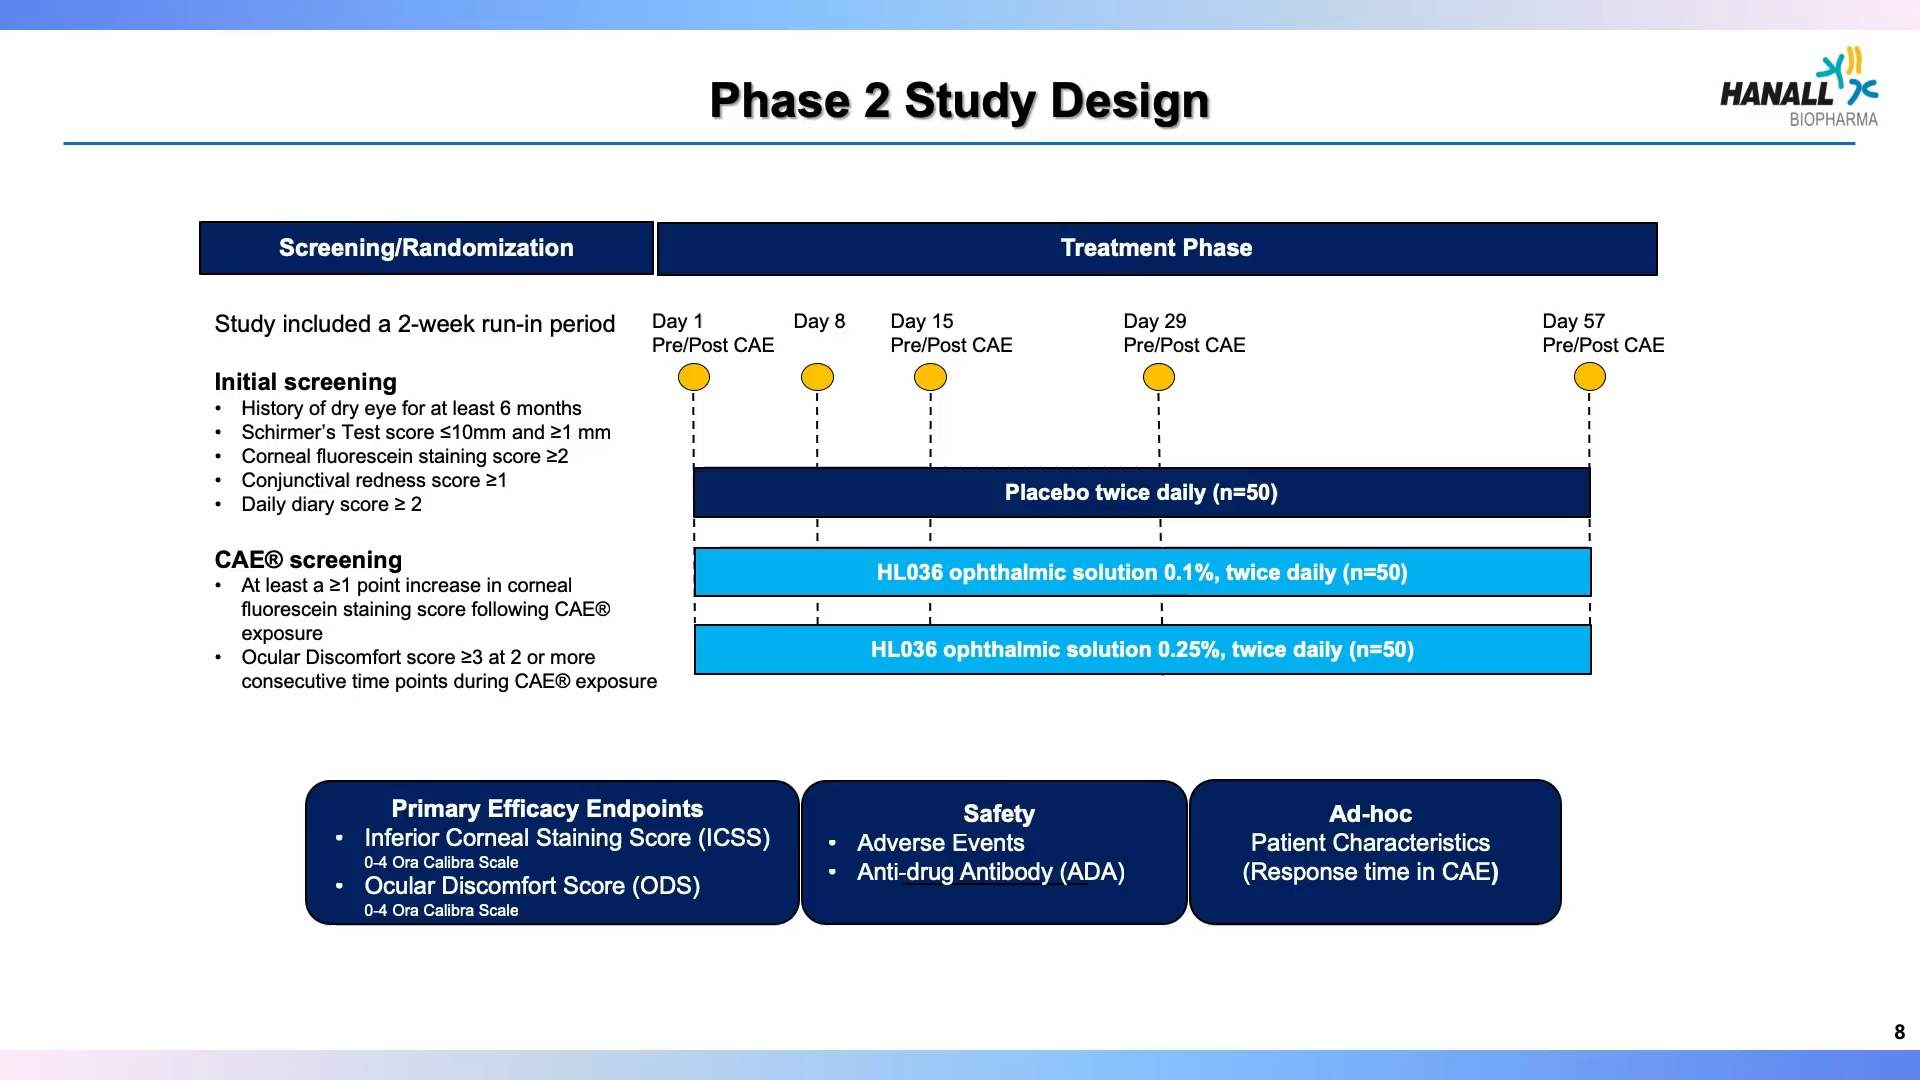 Phase 2 Study Design
HANALL
BIOPHARMA
Screening/Randomization
Treatment Phase
Study included a 2-week run-in period
Initial screening
• History of dry eye for at least 6 months
• Schirmer’s Test score ≤10mm and ≥1 mm
• Corneal fluorescein staining score ≥2
• Conjunctival redness score ≥1
• Daily diary score ≥ 2
CAE® screening
• At least a ≥1 point increase in corneal
fluorescein staining score following CAE®
exposure
• Ocular Discomfort score ≥3 at 2 or more
consecutive time points during CAE® exposure
Day 1
Pre/Post CAE
Day 8
Day 15
Pre/Post CAE
Day 29
Pre/Post CAE
Day 57
Pre/Post CAE
Placebo twice daily (n=50)
HL036 ophthalmic solution 0.1%, twice daily (n=50)
HL036 ophthalmic solution 0.25%, twice daily (n=50)
Primary Efficacy Endpoints
• Inferior Corneal Staining Score (ICSS)
0-4 Ora Calibra Scale
• Ocular Discomfort Score (ODS)
0-4 Ora Calibra Scale
Safety
• Adverse Events
• Anti-drug Antibody (ADA)
Ad-hoc
Patient Characteristics
(Response time in CAE)
8